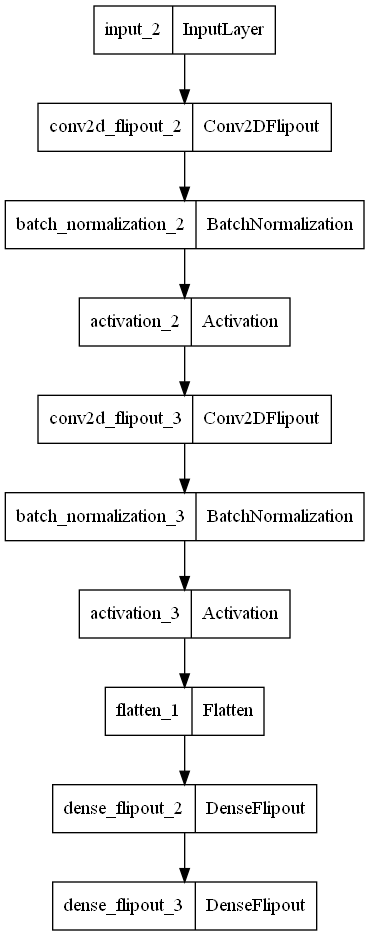 input_2 InputLayer
conv2d_flipout_2 Conv2DFlipout
batch_normalization_2 BatchNormalization
activation_2 Activation
conv2d_flipout_3 Conv2DFlipout
batch_normalization_3 BatchNormalization
activation_3 Activation
flatten_1 Flatten
dense_flipout_2 DenseFlipout
dense_flipout_3 DenseFlipout